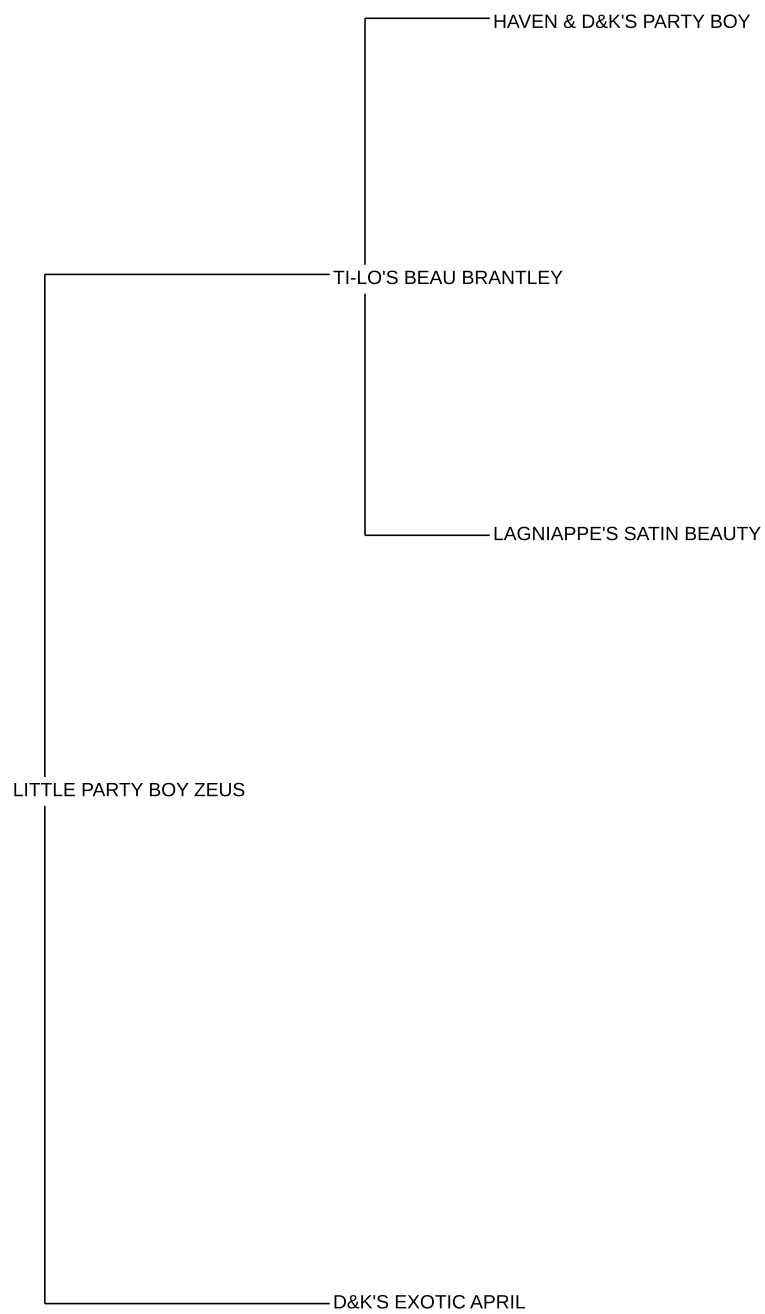 HAVEN & D&K'S PARTY BOY
TI-LO'S BEAU BRANTLEY
LAGNIAPPE'S SATIN BEAUTY
LITTLE PARTY BOY ZEUS
D&K'S EXOTIC APRIL